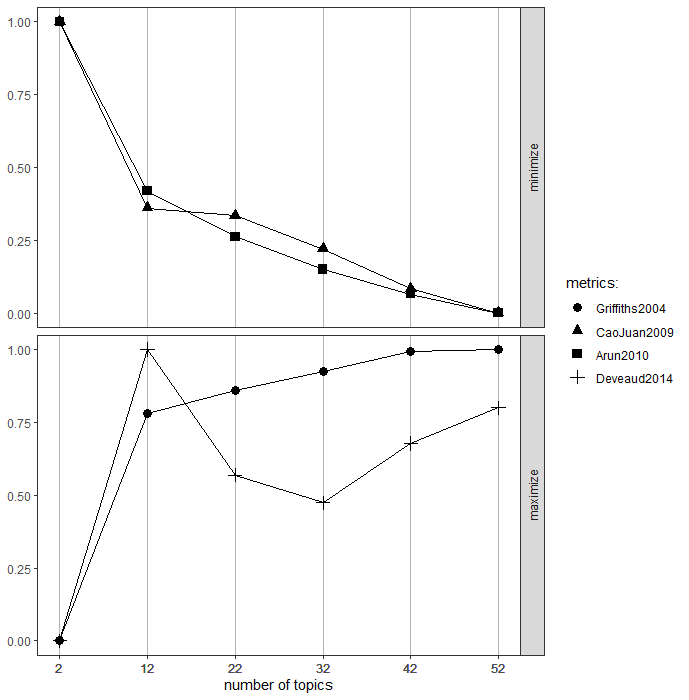 1.00
0.75
0.50
0.25
0.00
minimize
1.00
0.75
0.50
0.25
0.00
maximize
2 12 22 32 42 52
number of topics
metrics:
Griffiths2004
CaoJuan2009
Arun2010
Deveaud2014